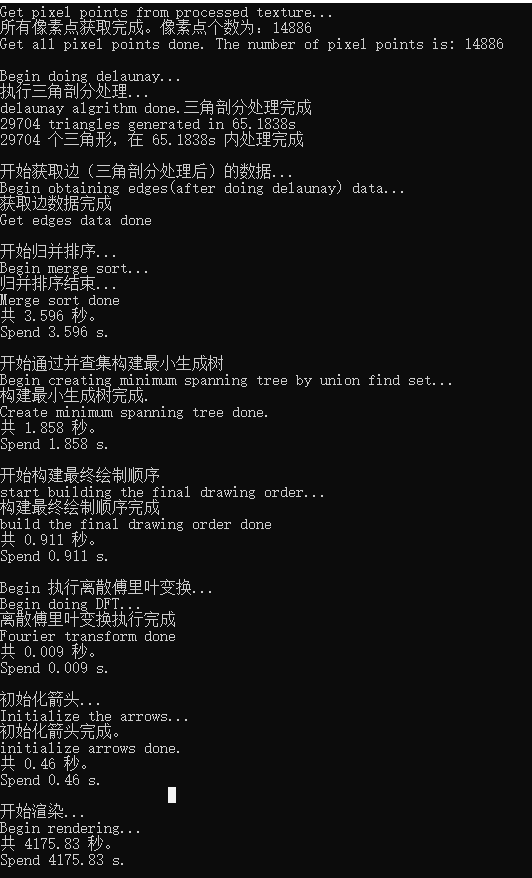 Get pixel points from processed texture...
所有像素点获取完成。像素点个数为：14886
Get all pixel points done. The number of pixel points is: 14886
Begin doing delaunay...
执行三角剖分处理...
delaunay algrithm done.三角剖分处理完成
29704 triangles generated in 65.1838s
29704 个三角形，在 65.1838s 内处理完成
开始获取边（三角剖分处理后）的数据...
Begin obtaining edges(after doing delaunay) data...
获取边数据完成
Get edges data done
开始归并排序...
Begin merge sort...
归并排序结束...
Merge sort done
共 3.596 秒。
Spend 3.596 s.
开始通过并查集构建最小生成树
Begin creating minimum spanning tree by union find set...
构建最小生成树完成.
Create minimum spanning tree done.
共 1.858 秒。
Spend 1.858 s.
开始构建最终绘制顺序
start building the final drawing order...
构建最终绘制顺序完成
build the final drawing order done
共 0.911 秒。
Spend 0.911 s.
Begin 执行离散傅里叶变换...
Begin doing DFT...
离散傅里叶变换执行完成
Fourier transform done
共 0.009 秒。
Spend 0.009 s.
初始化箭头...
Initialize the arrows...
初始化箭头完成。
initialize arrows done.
共 0.46 秒。
Spend 0.46 s.
开始渲染...
Begin rendering...
共 4175.83 秒。
Spend 4175.83 s.